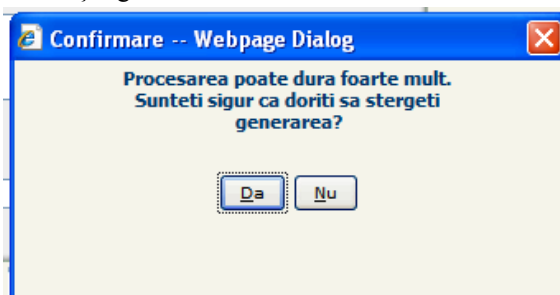 Confirmare -- Webpage Dialog
Procesarea poate dura foarte mult.
Sunteti sigur ca doriti sa stergeti
generarea?
Da
Nu